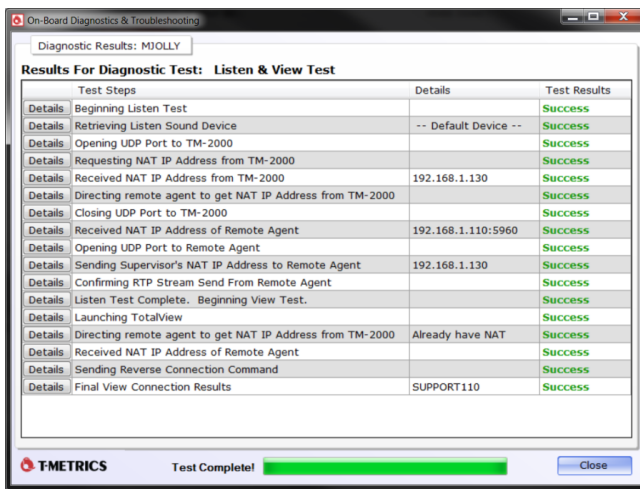 On-Board Diagnostics & Troubleshooting
Diagnostic Results: MJOLLY
Results For Diagnostic Test: Listen & View Test
Test Steps Details Test Results
Details Beginning Listen Test Success
Details Retrieving Listen Sound Device -- Default Device -- Success
Details Opening UDP Port to TM-2000 Success
Details Requesting NAT IP Address from TM-2000 Success
Details Received NAT IP Address from TM-2000 192.168.1.130 Success
Details Directing remote agent to get NAT IP Address from TM-2000 Success
Details Closing UDP Port to TM-2000 Success
Details Received NAT IP Address of Remote Agent 192.168.1.110:5960 Success
Details Opening UDP Port to Remote Agent Success
Details Sending Supervisor's NAT IP Address to Remote Agent 192.168.1.130 Success
Details Confirming RTP Stream Send From Remote Agent Success
Details Listen Test Complete. Beginning View Test. Success
Details Launching TotalView Success
Details Directing remote agent to get NAT IP Address from TM-2000 Already have NAT Success
Details Received NAT IP Address of Remote Agent Success
Details Sending Reverse Connection Command Success
Details Final View Connection Results SUPPORT110 Success
T-METRICS Test Complete! Close